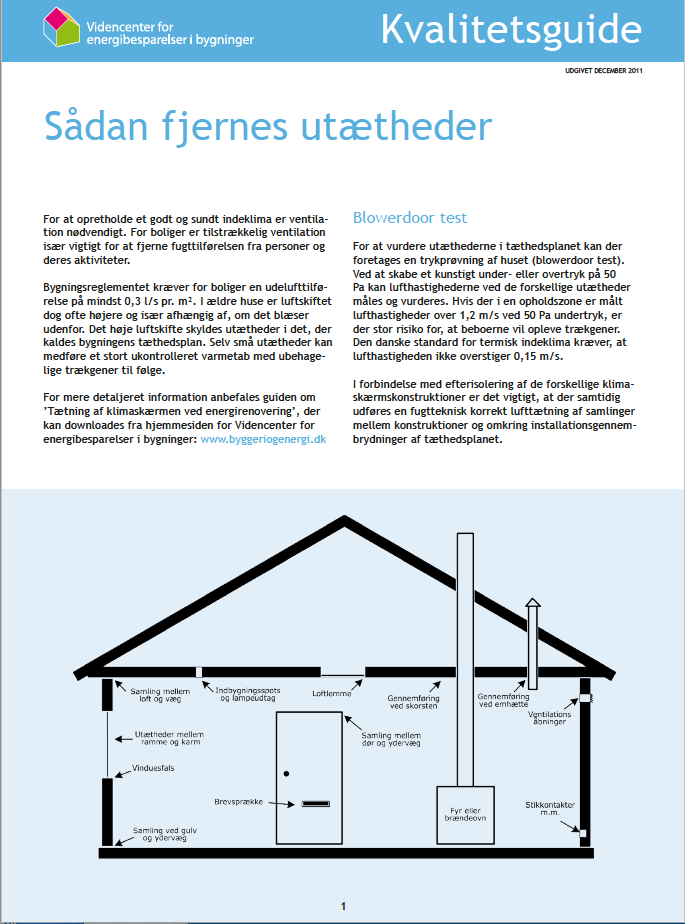 Videncenter for
energibesparelser i bygninger
Kvalitetsguide
UDGIVET DECEMBER 2011
Sådan fjernes utætheder
For at opretholde et godt og sundt indeklima er ventila-
tion nødvendigt. For boliger er tilstrækkelig ventilation
især vigtigt for at fjerne fugttilførelsen fra personer og
deres aktiviteter.
Bygningsreglementet kræver for boliger en udelufttilfø-
relse på mindst 0,3 l/s pr. m². I ældre huse er luftskiftet
dog ofte højere og især afhængig af, om det blæser
udenfor. Det høje luftskifte skyldes utætheder i det, der
kaldes bygningens tæthedsplan. Selv små utætheder kan
medføre et stort ukontrolleret varmetab med ubehage-
lige trækgener til følge.
For mere detaljeret information anbefales guiden om
’Tætning af klimaskærmen ved energirenovering’, der
kan downloades fra hjemmesiden for Videncenter for
energibesparelser i bygninger: www.byggeriogenergi.dk
Blowerdoor test
For at vurdere utæthederne i tæthedsplanet kan der
foretages en trykprøvning af huset (blowerdoor test).
Ved at skabe et kunstigt under- eller overtryk på 50
Pa kan lufthastighederne ved de forskellige utætheder
måles og vurderes. Hvis der i en opholdszone er målt
lufthastigheder over 1,2 m/s ved 50 Pa undertryk, er
der stor risiko for, at beboerne vil opleve trækgener.
Den danske standard for termisk indeklima kræver, at
lufthastigheden ikke overstiger 0,15 m/s.
I forbindelse med efterisolering af de forskellige klima-
skærmskonstruktioner er det vigtigt, at der samtidig
udføres en fugtteknisk korrekt lufttætning af samlinger
mellem konstruktioner og omkring installationsgennem-
brydninger af tæthedsplanet.
Samling mellem
loft og væg
Indbygningsspots
og lampeudtag
Loftlemme
Gennemføring
ved skorsten
Gennemføring
ved emhætte
Ventilations
åbninger
Utætheder mellem
ramme og karm
Samling mellem
dør og ydervæg
Vinduesfals
Brevsprække
Fyr eller
brændeovn
Stikkontakter
m.m.
Samling ved gulv
og ydervæg
1